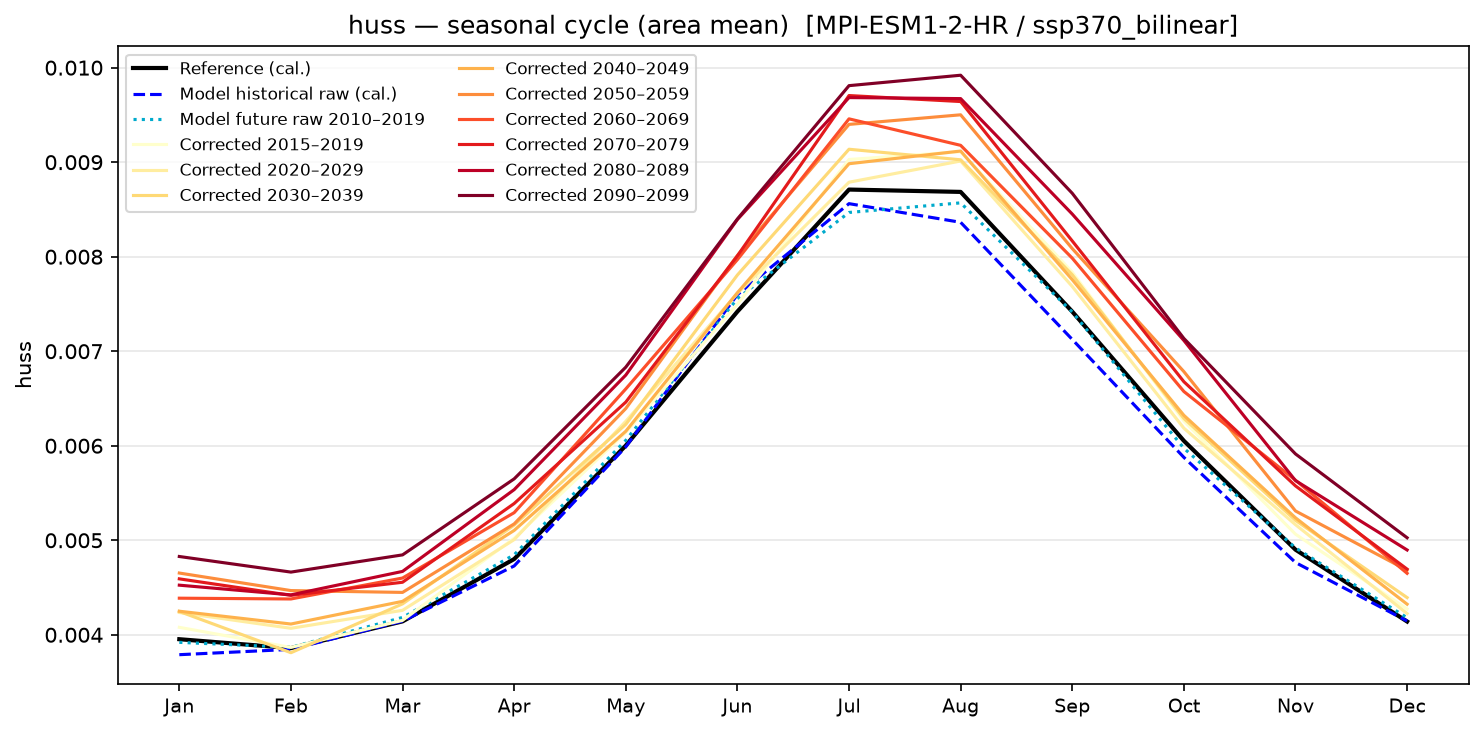 huss — seasonal cycle (area mean)  [MPI-ESM1-2-HR / ssp370_bilinear]
Reference (cal.)
Model historical raw (cal.)
Model future raw 2010–2019
Corrected 2015–2019
Corrected 2020–2029
Corrected 2030–2039
Corrected 2040–2049
Corrected 2050–2059
Corrected 2060–2069
Corrected 2070–2079
Corrected 2080–2089
Corrected 2090–2099
huss
0.010
0.009
0.008
0.007
0.006
0.005
0.004
Jan Feb Mar Apr May Jun Jul Aug Sep Oct Nov Dec